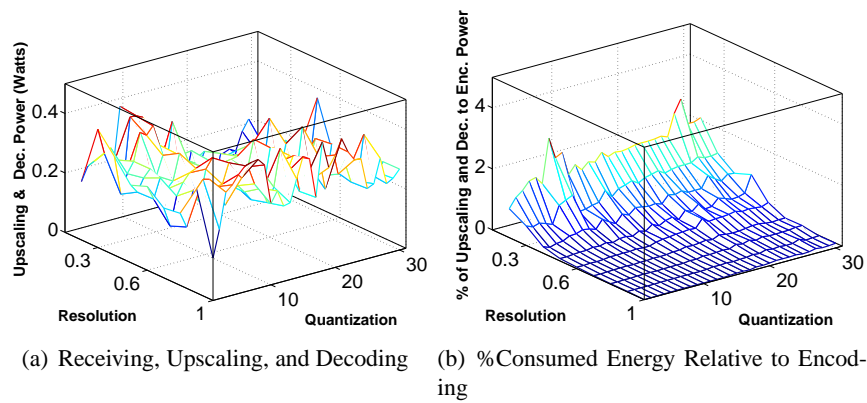 Upscaling & Dec. Power (Watts)
0.4
0.2
0
0.3
0.6
1
Resolution
10
20
30
Quantization
(a) Receiving, Upscaling, and Decoding
% of Upscaling and Dec. to Enc. Power
4
2
0
0.3
0.6
1
Resolution
10
20
30
Quantization
(b) %Consumed Energy Relative to Encod-
ing